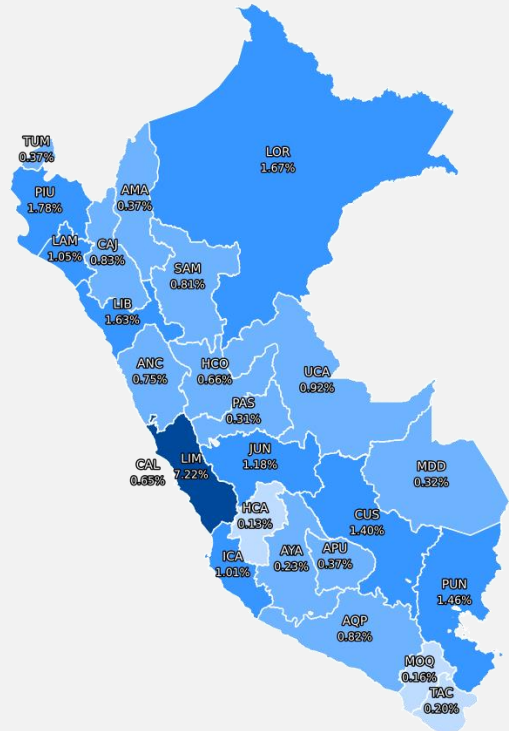 TUM
0.37%
LOR
1.67%
PIU
1.78%
AMA
0.37%
LAM
1.05%
CAJ
0.83%
SAM
0.81%
LIB
1.63%
ANC
0.75%
HCO
0.66%
UCA
0.92%
PAS
0.31%
JUN
1.18%
LIM
7.22%
CAL
0.65%
MDD
0.32%
HCA
0.13%
CUS
1.40%
ICA
1.01%
AYA
0.23%
APU
0.37%
PUN
1.46%
AQP
0.82%
MOQ
0.16%
TAC
0.20%